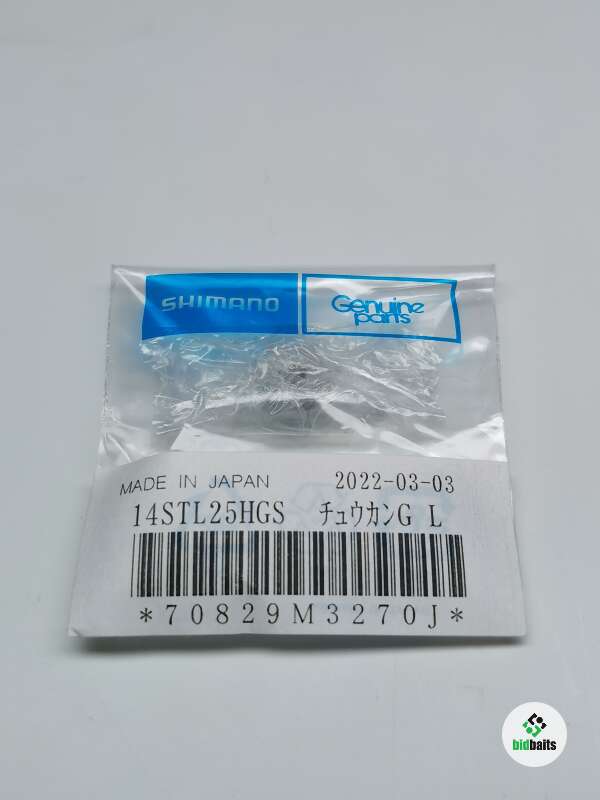 SHIMANO
Genuine
parts
MADE IN JAPAN 2022-03-03
14STL25HGS ﾁｭｳｶﾝG L
*70829M3270J*
bidbaits